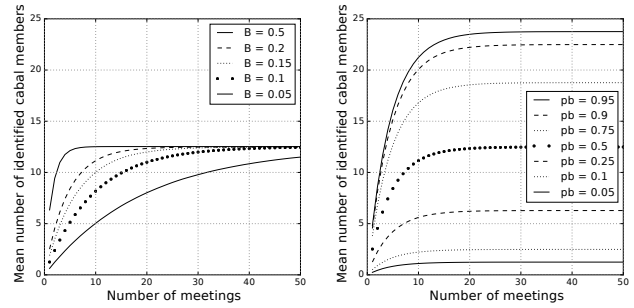 Mean number of identified cabal members
25
20
15
10
5
0
0 10 20 30 40 50
Number of meetings
B = 0.5
B = 0.2
B = 0.15
B = 0.1
B = 0.05
Mean number of identified cabal members
25
20
15
10
5
0
0 10 20 30 40 50
Number of meetings
pb = 0.95
pb = 0.9
pb = 0.75
pb = 0.5
pb = 0.25
pb = 0.1
pb = 0.05